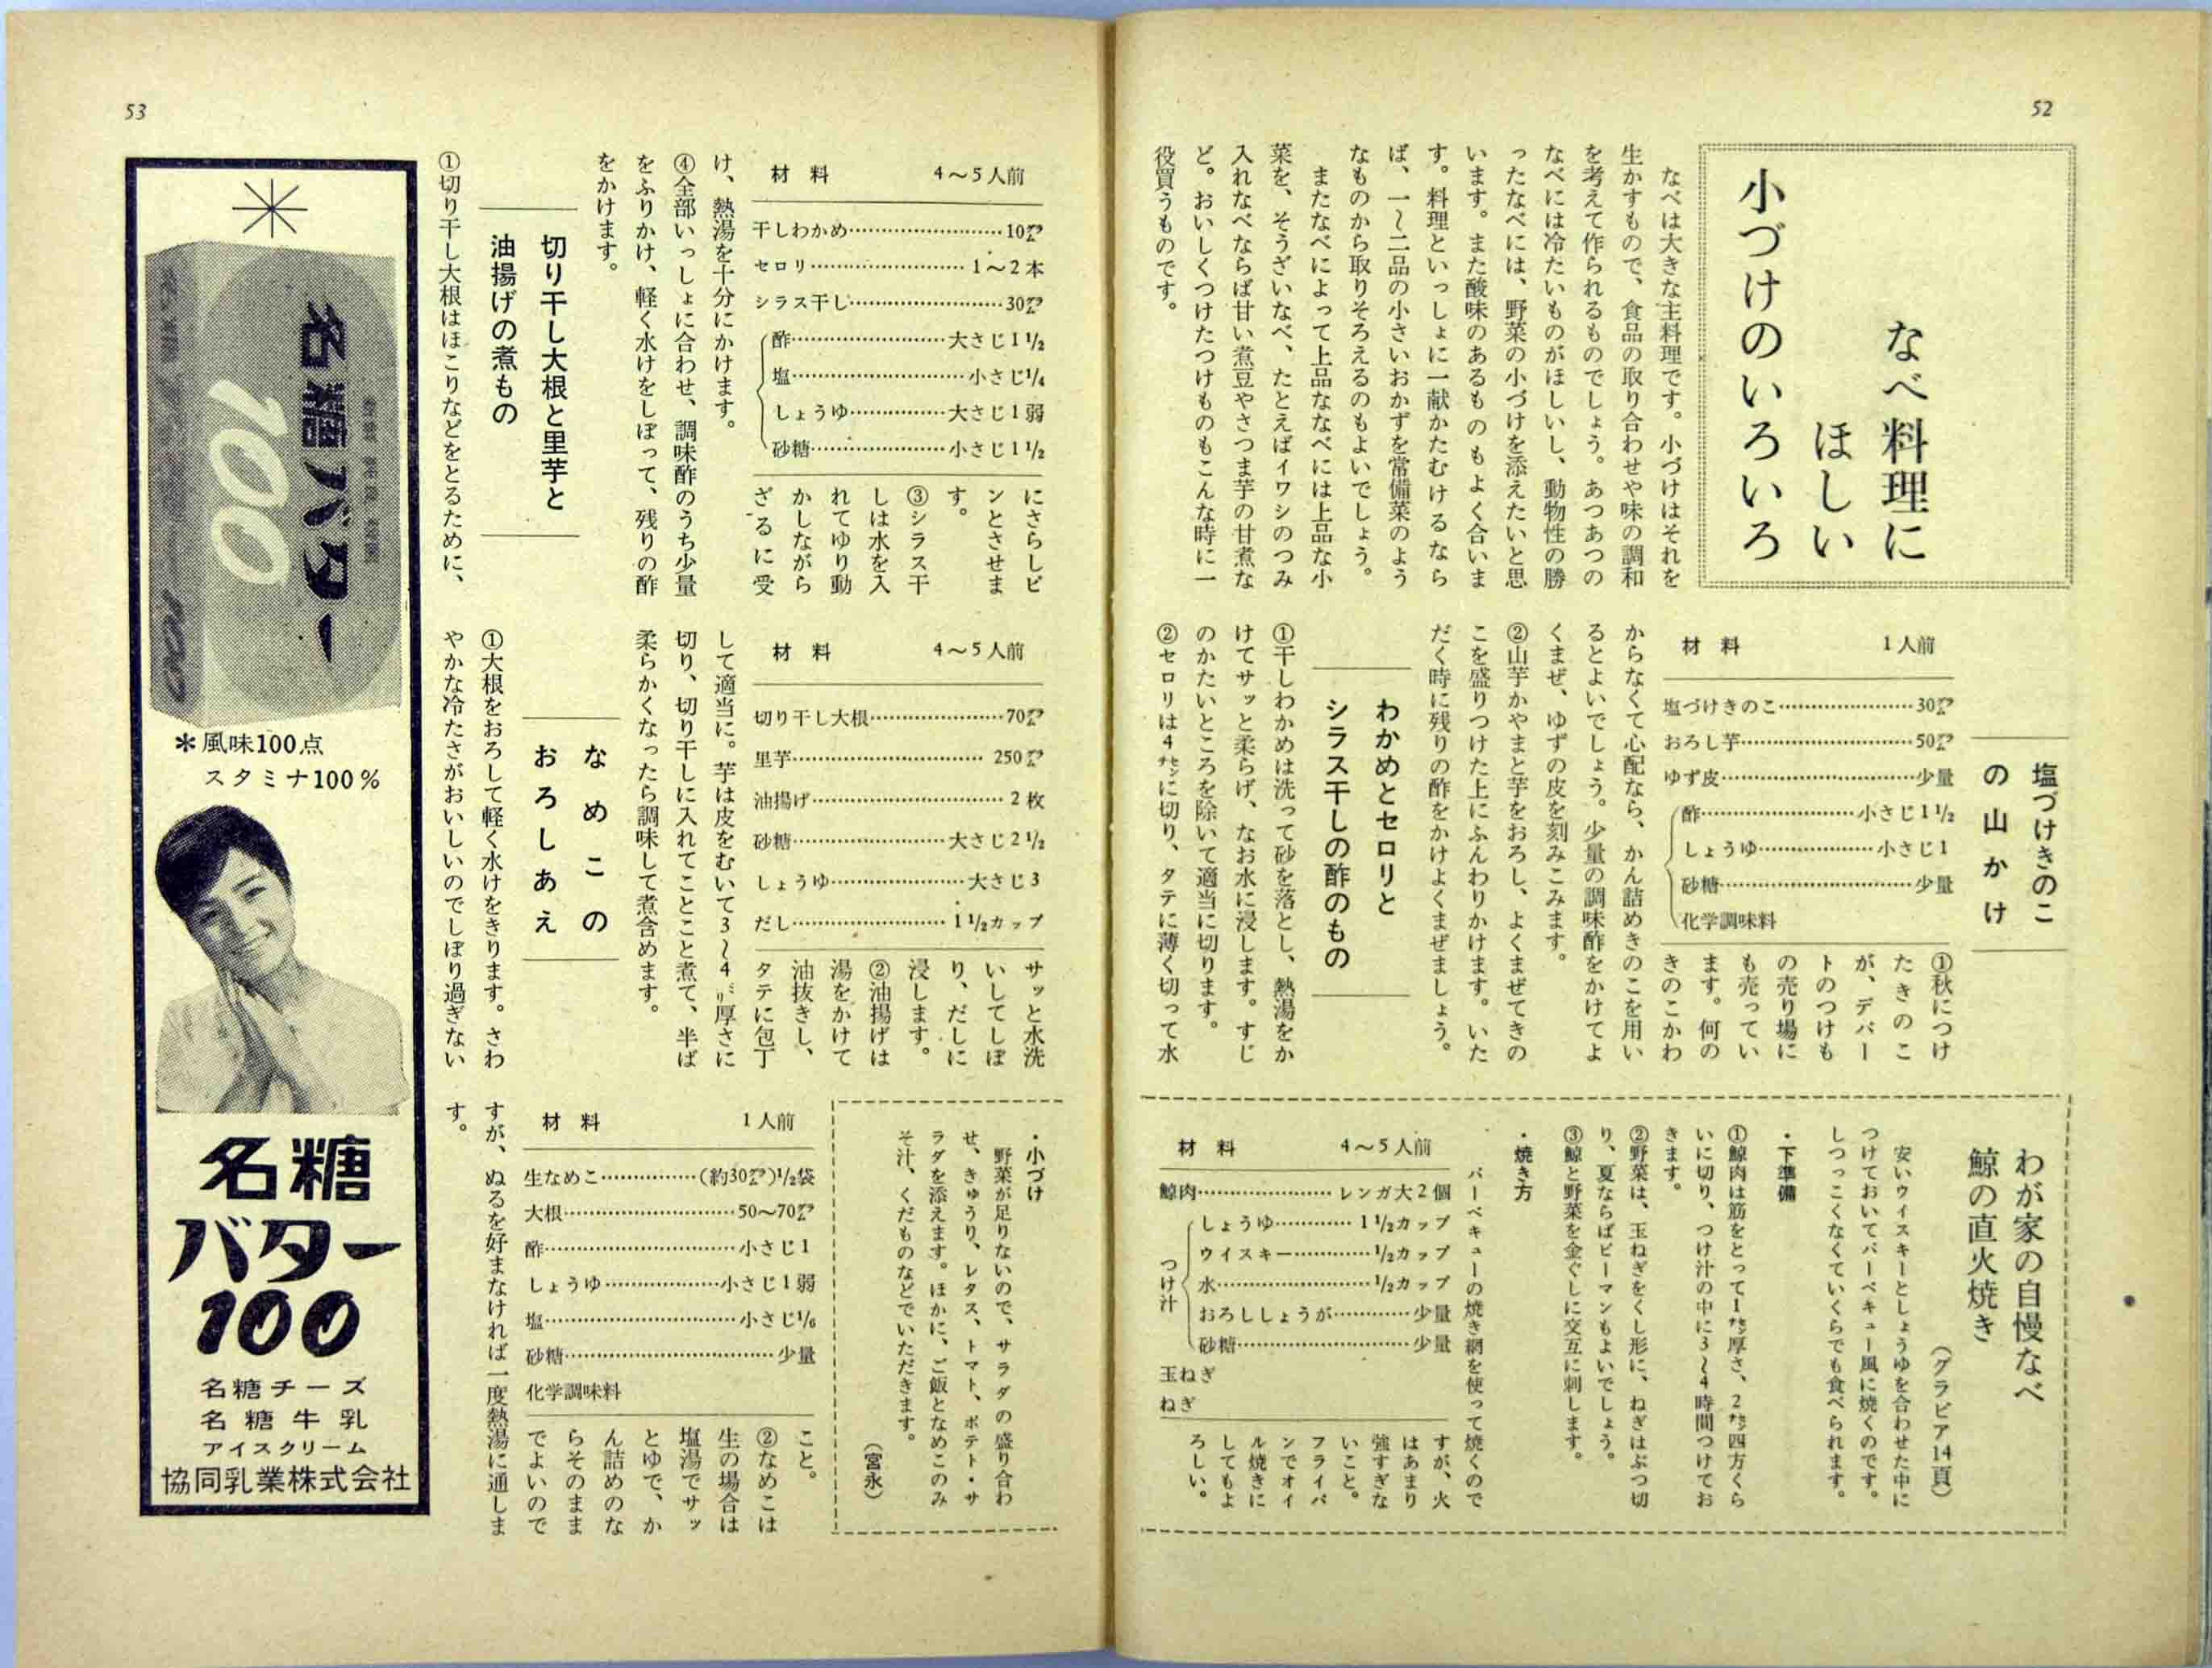 52
なべ料理に
ほしい
小づけのいろいろ
なべは大きな主料理です。小づけはそれを
生かすもので、食品の取り合わせや味の調和
を考えて作られるものでしょう。あつあつの
なべには冷たいものがほしいし、動物性の勝
ったなべには、野菜の小づけを添えたいと思
います。また酸味のあるものもよく合いま
す。料理といっしょに一献かたむけるなら
ば、一〜二品の小さいおかずを常備菜のよう
なものから取りそろえるのもよいでしょう。
またなべによって上品ななべには上品な小
菜を、そうざいなべ、たとえばイワシのつみ
入れなべならば甘い煮豆やさつま芋の甘煮な
ど。おいしくつけたつけものもこんな時に一
役買うものです。
塩づけきのこ
の山かけ
材料 1人前
塩づけきのこ…………………30㌘
おろし芋………………………50㌘
ゆず皮…………………………少量
酢……………………小さじ1½
しょうゆ………………小さじ1
砂糖…………………………少量
化学調味料
①秋につけ
たきのこ
が、デパー
トのつけも
の売り場に
も売ってい
ます。何の
きのこかわ
からなくて心配なら、かん詰めきのこを用い
るとよいでしょう。少量の調味酢をかけてよ
くまぜ、ゆずの皮を刻みこみます。
②山芋かやまと芋をおろし、よくまぜてきの
こを盛りつけた上にふんわりかけます。いた
だく時に残りの酢をかけよくまぜましょう。
わかめとセロリと
シラス干しの酢のもの
①干しわかめは洗って砂を落とし、熱湯をか
けてサッと柔らげ、なお水に浸します。すじ
のかたいところを除いて適当に切ります。
②セロリは4㌢に切り、タテに薄く切って水
わが家の自慢なべ
鯨の直火焼き
(グラビア14頁)
安いウィスキーとしょうゆを合わせた中に
つけておいてバーベキュー風に焼くのです。
しつっこくなくていくらでも食べられます。
・下準備
①鯨肉は筋をとって1㌢厚さ、2㌢四方くら
いに切り、つけ汁の中に3〜4時間つけてお
きます。
②野菜は、玉ねぎをくし形に、ねぎはぶつ切
り、夏ならばピーマンもよいでしょう。
③鯨と野菜を金ぐしに交互に刺します。
・焼き方
バーベキューの焼き網を使って焼くので
材料 4〜5人前
鯨肉…………………レンガ大2個
つけ汁
しょうゆ…………1½カップ
ウィスキー…………½カップ
水……………………½カップ
おろししょうが…………少量
砂糖………………………少量
玉ねぎ
ねぎ
すが、火
はあまり
強すぎな
いこと。
フライパ
ンでオイ
ル焼きに
してもよ
ろしい。
53
材料 4〜5人前
干しわかめ……………………10㌘
セロリ……………………1〜2本
シラス干し……………………30㌘
酢……………………大さじ1½
塩………………………小さじ¼
しょうゆ……………大さじ1弱
砂糖…………………小さじ1½
にさらしピ
ンとさせま
す。
③シラス干
しは水を入
れてゆり動
かしながら
ざるに受
け、熱湯を十分にかけます。
④全部いっしょに合わせ、調味酢のうち少量
をふりかけ、軽く水けをしぼって、残りの酢
をかけます。
切り干し大根と里芋と
油揚げの煮もの
①切り干し大根はほこりなどをとるために、
材料 4〜5人前
切り干し大根…………………70㌘
里芋…………………………250㌘
油揚げ…………………………2枚
砂糖…………………大さじ2½
しょうゆ…………………大さじ3
だし……………………1½カップ
サッと水洗
いしてしぼ
り、だしに
浸します。
②油揚げは
湯をかけて
油抜きし、
タテに包丁
して適当に。芋は皮をむいて3〜4㍉厚さに
切り、切り干しに入れてことこと煮て、半ば
柔らかくなったら調味して煮含めます。
なめこの
おろしあえ
①大根をおろして軽く水けをきります。さわ
やかな冷たさがおいしいのでしぼり過ぎない
・小づけ
野菜が足りないので、サラダの盛り合わ
せ、きゅうり、レタス、トマト、ポテト・サ
ラダを添えます。ほかに、ご飯となめこのみ
そ汁、くだものなどでいただきます。
(宮永)
材料 1人前
生なめこ……………(約30㌘)½袋
大根………………………50〜70㌘
酢…………………………小さじ1
しょうゆ………………小さじ1弱
塩…………………………小さじ⅙
砂糖……………………………少量
化学調味料
こと。
②なめこは
生の場合は
塩湯でサッ
とゆで、か
ん詰めのな
らそのまま
でよいので
すが、ぬるを好まなければ一度熱湯に通しま
す。
名糖バター
100
100
＊風味100点
スタミナ100％
名糖
バター
100
名糖チーズ
名糖牛乳
アイスクリーム
協同乳業株式会社